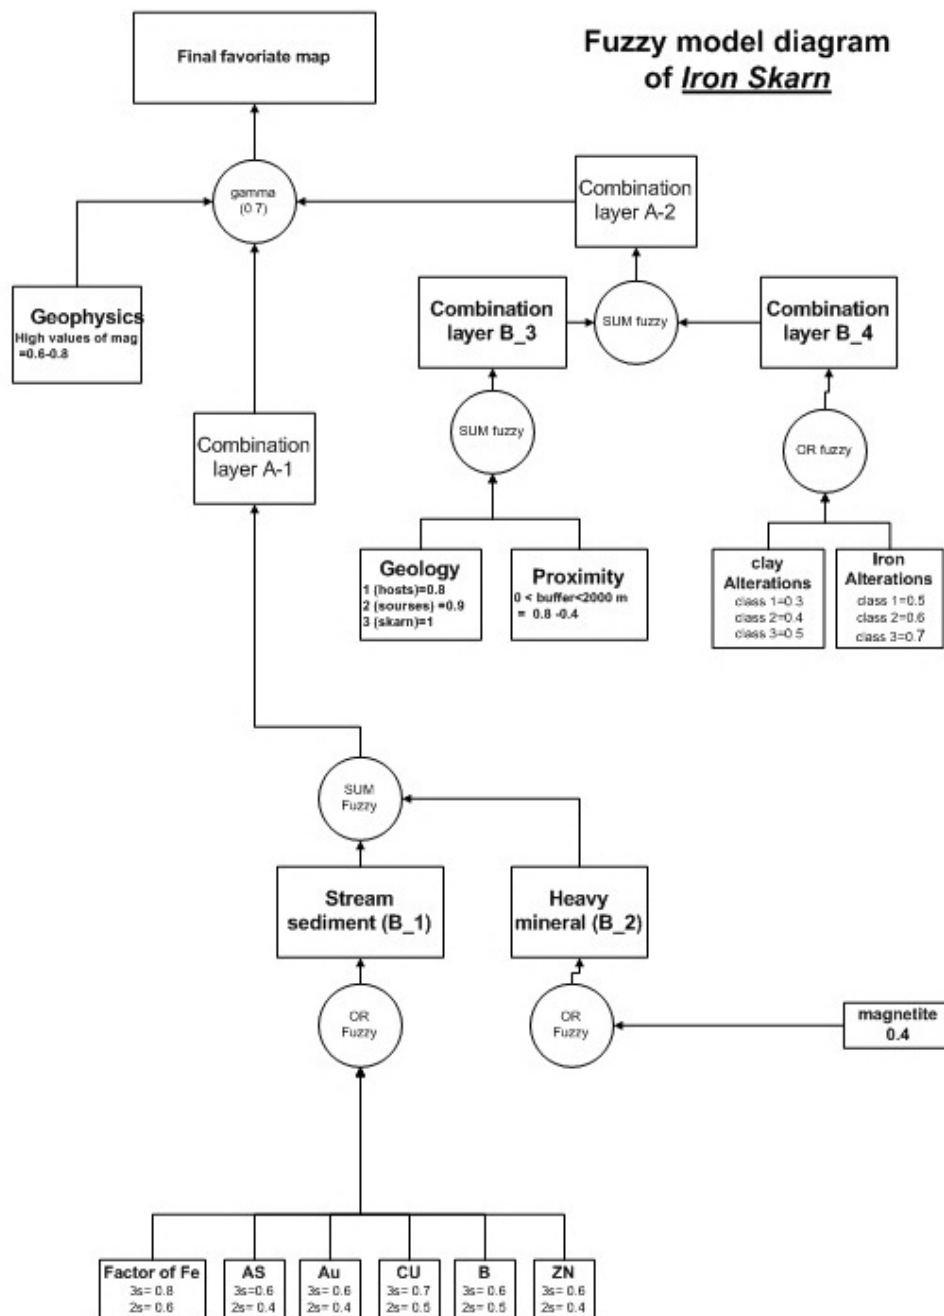 Fuzzy model diagram
of Iron Skarn
Final favoriate map
gamma
(0.7)
Combination
layer A-2
Geophysics
High values of mag
=0.6-0.8
Combination
layer B_3
SUM fuzzy
Combination
layer B_4
Combination
layer A-1
SUM fuzzy
OR fuzzy
Geology
1 (hosts)=0.8
2 (sourses) =0.9
3 (skarn)=1
Proximity
0 < buffer<2000 m
= 0.8 -0.4
clay
Alterations
class 1=0.3
class 2=0.4
class 3=0.5
Iron
Alterations
class 1=0.5
class 2=0.6
class 3=0.7
SUM
Fuzzy
Stream
sediment (B_1)
Heavy
mineral (B_2)
OR
Fuzzy
OR
Fuzzy
magnetite
0.4
Factor of Fe
3s= 0.8
2s= 0.6
AS
3s=0.6
2s= 0.4
Au
3s= 0.6
2s= 0.4
CU
3s= 0.7
2s= 0.5
B
3s= 0.6
2s= 0.5
ZN
3s= 0.6
2s= 0.4